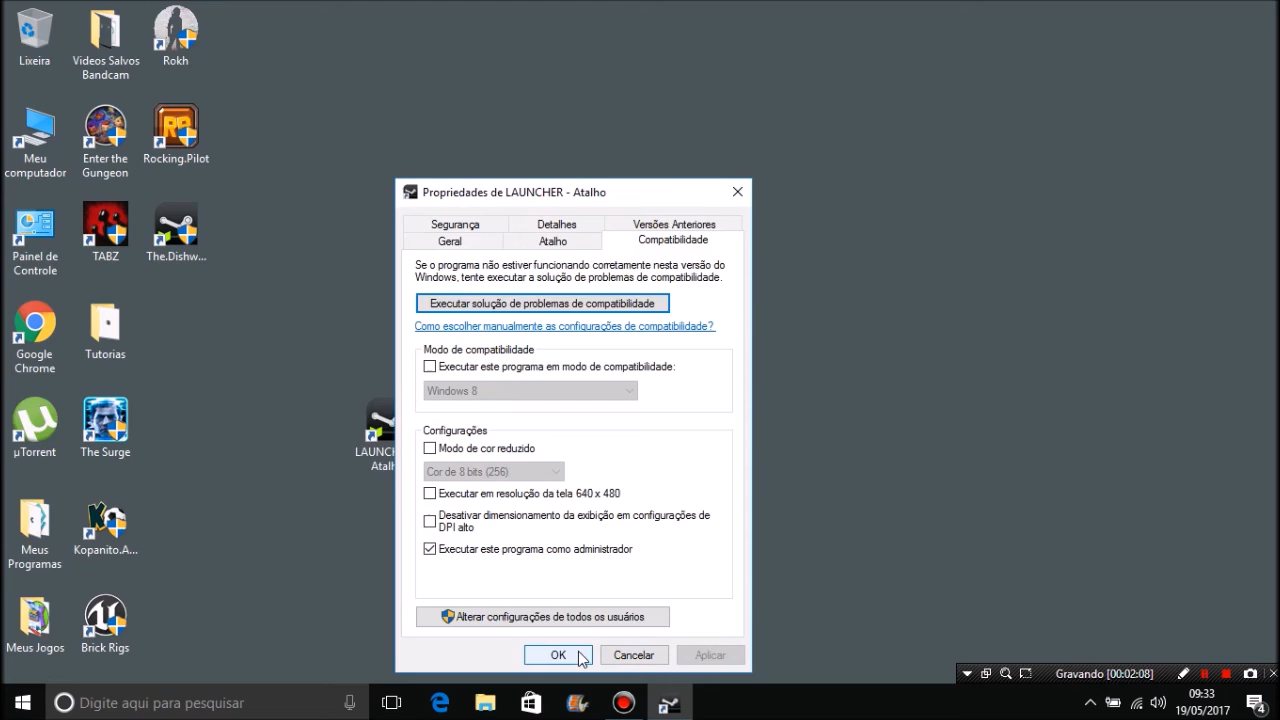 Lixeira
Videos Salvos
Bandcam
Rokh
Meu
computador
Enter the
Gungeon
Rocking.Pilot
Painel de
Controle
TABZ
The.Dishw...
Google
Chrome
Tutorias
µTorrent
The Surge
LAUNCH
Atalh
Meus
Programas
Kopanito.A...
Meus Jogos
Brick Rigs
Propriedades de LAUNCHER - Atalho
Segurança
Detalhes
Versões Anteriores
Geral
Atalho
Compatibilidade
Se o programa não estiver funcionando corretamente nesta versão do
Windows, tente executar a solução de problemas de compatibilidade.
Executar solução de problemas de compatibilidade
Como escolher manualmente as configurações de compatibilidade?
Modo de compatibilidade
Executar este programa em modo de compatibilidade:
Windows 8
Configurações
Modo de cor reduzido
Cor de 8 bits (256)
Executar em resolução da tela 640 x 480
Desativar dimensionamento da exibição em configurações de
DPI alto
Executar este programa como administrador
Alterar configurações de todos os usuários
OK
Cancelar
Aplicar
Gravando [00:02:08]
Digite aqui para pesquisar
09:33
19/05/2017
4